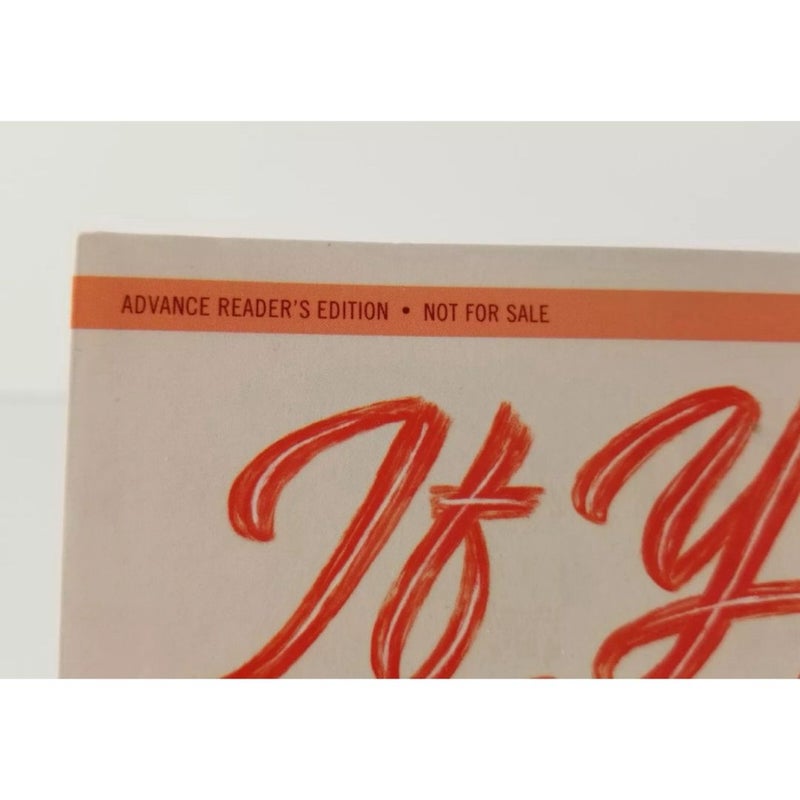 ADVANCE READER'S EDITION • NOT FOR SALE
If Y